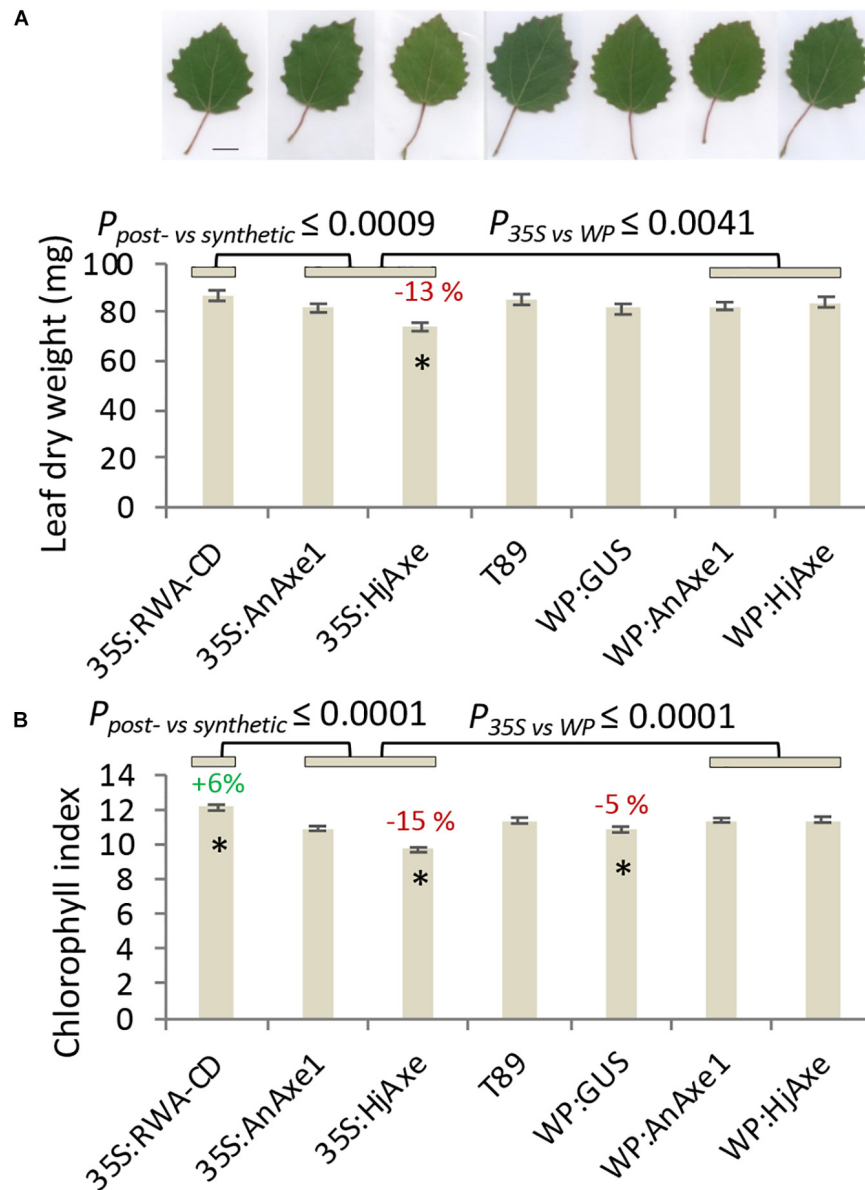 A
P post- vs synthetic ≤ 0.0009
P 35S vs WP ≤ 0.0041
Leaf dry weight (mg)
100
80
60
40
20
0
-13 %
*
35S:RWA-CD
35S:AnAxe1
35S:HjAxe
T89
WP:GUS
WP:AnAxe1
WP:HjAxe
B
P post- vs synthetic ≤ 0.0001
P 35S vs WP ≤ 0.0001
Chlorophyll index
14
12
10
8
6
4
2
0
+6%
*
-15 %
*
-5 %
*
35S:RWA-CD
35S:AnAxe1
35S:HjAxe
T89
WP:GUS
WP:AnAxe1
WP:HjAxe